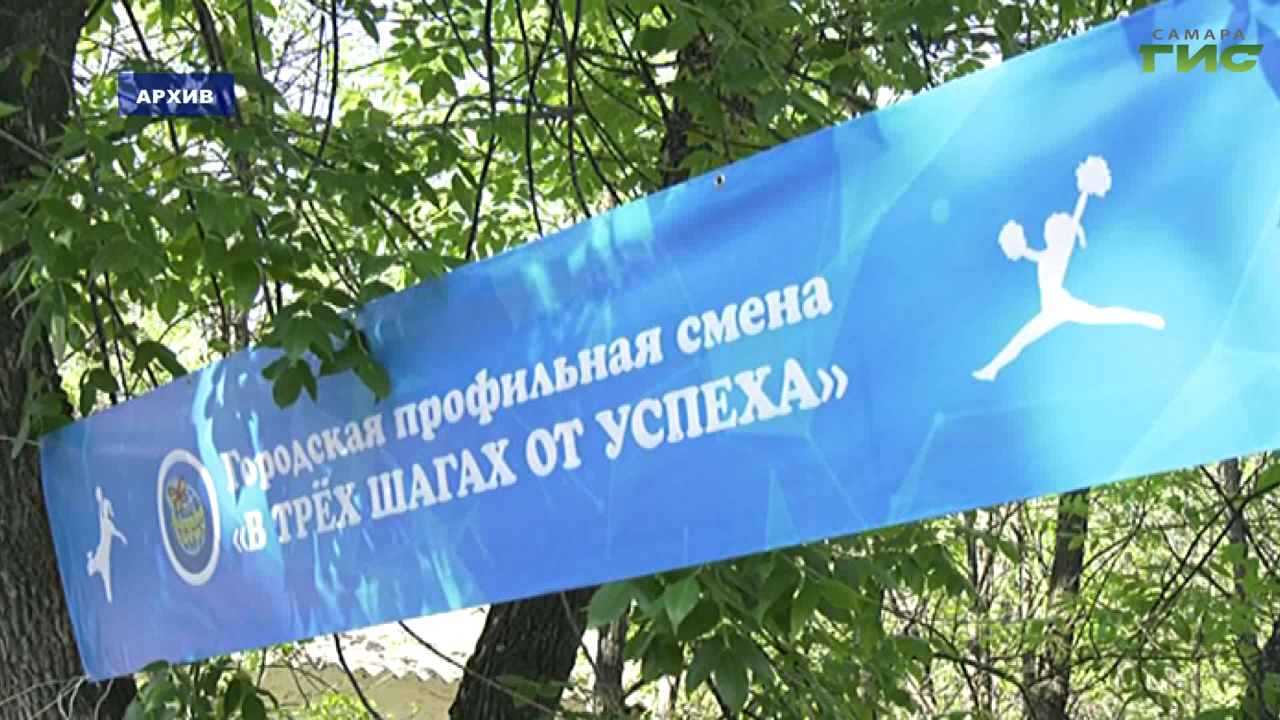 САМАРА
ГИС
АРХИВ
Городская профильная смена
«В ТРЁХ ШАГАХ ОТ УСПЕХА»